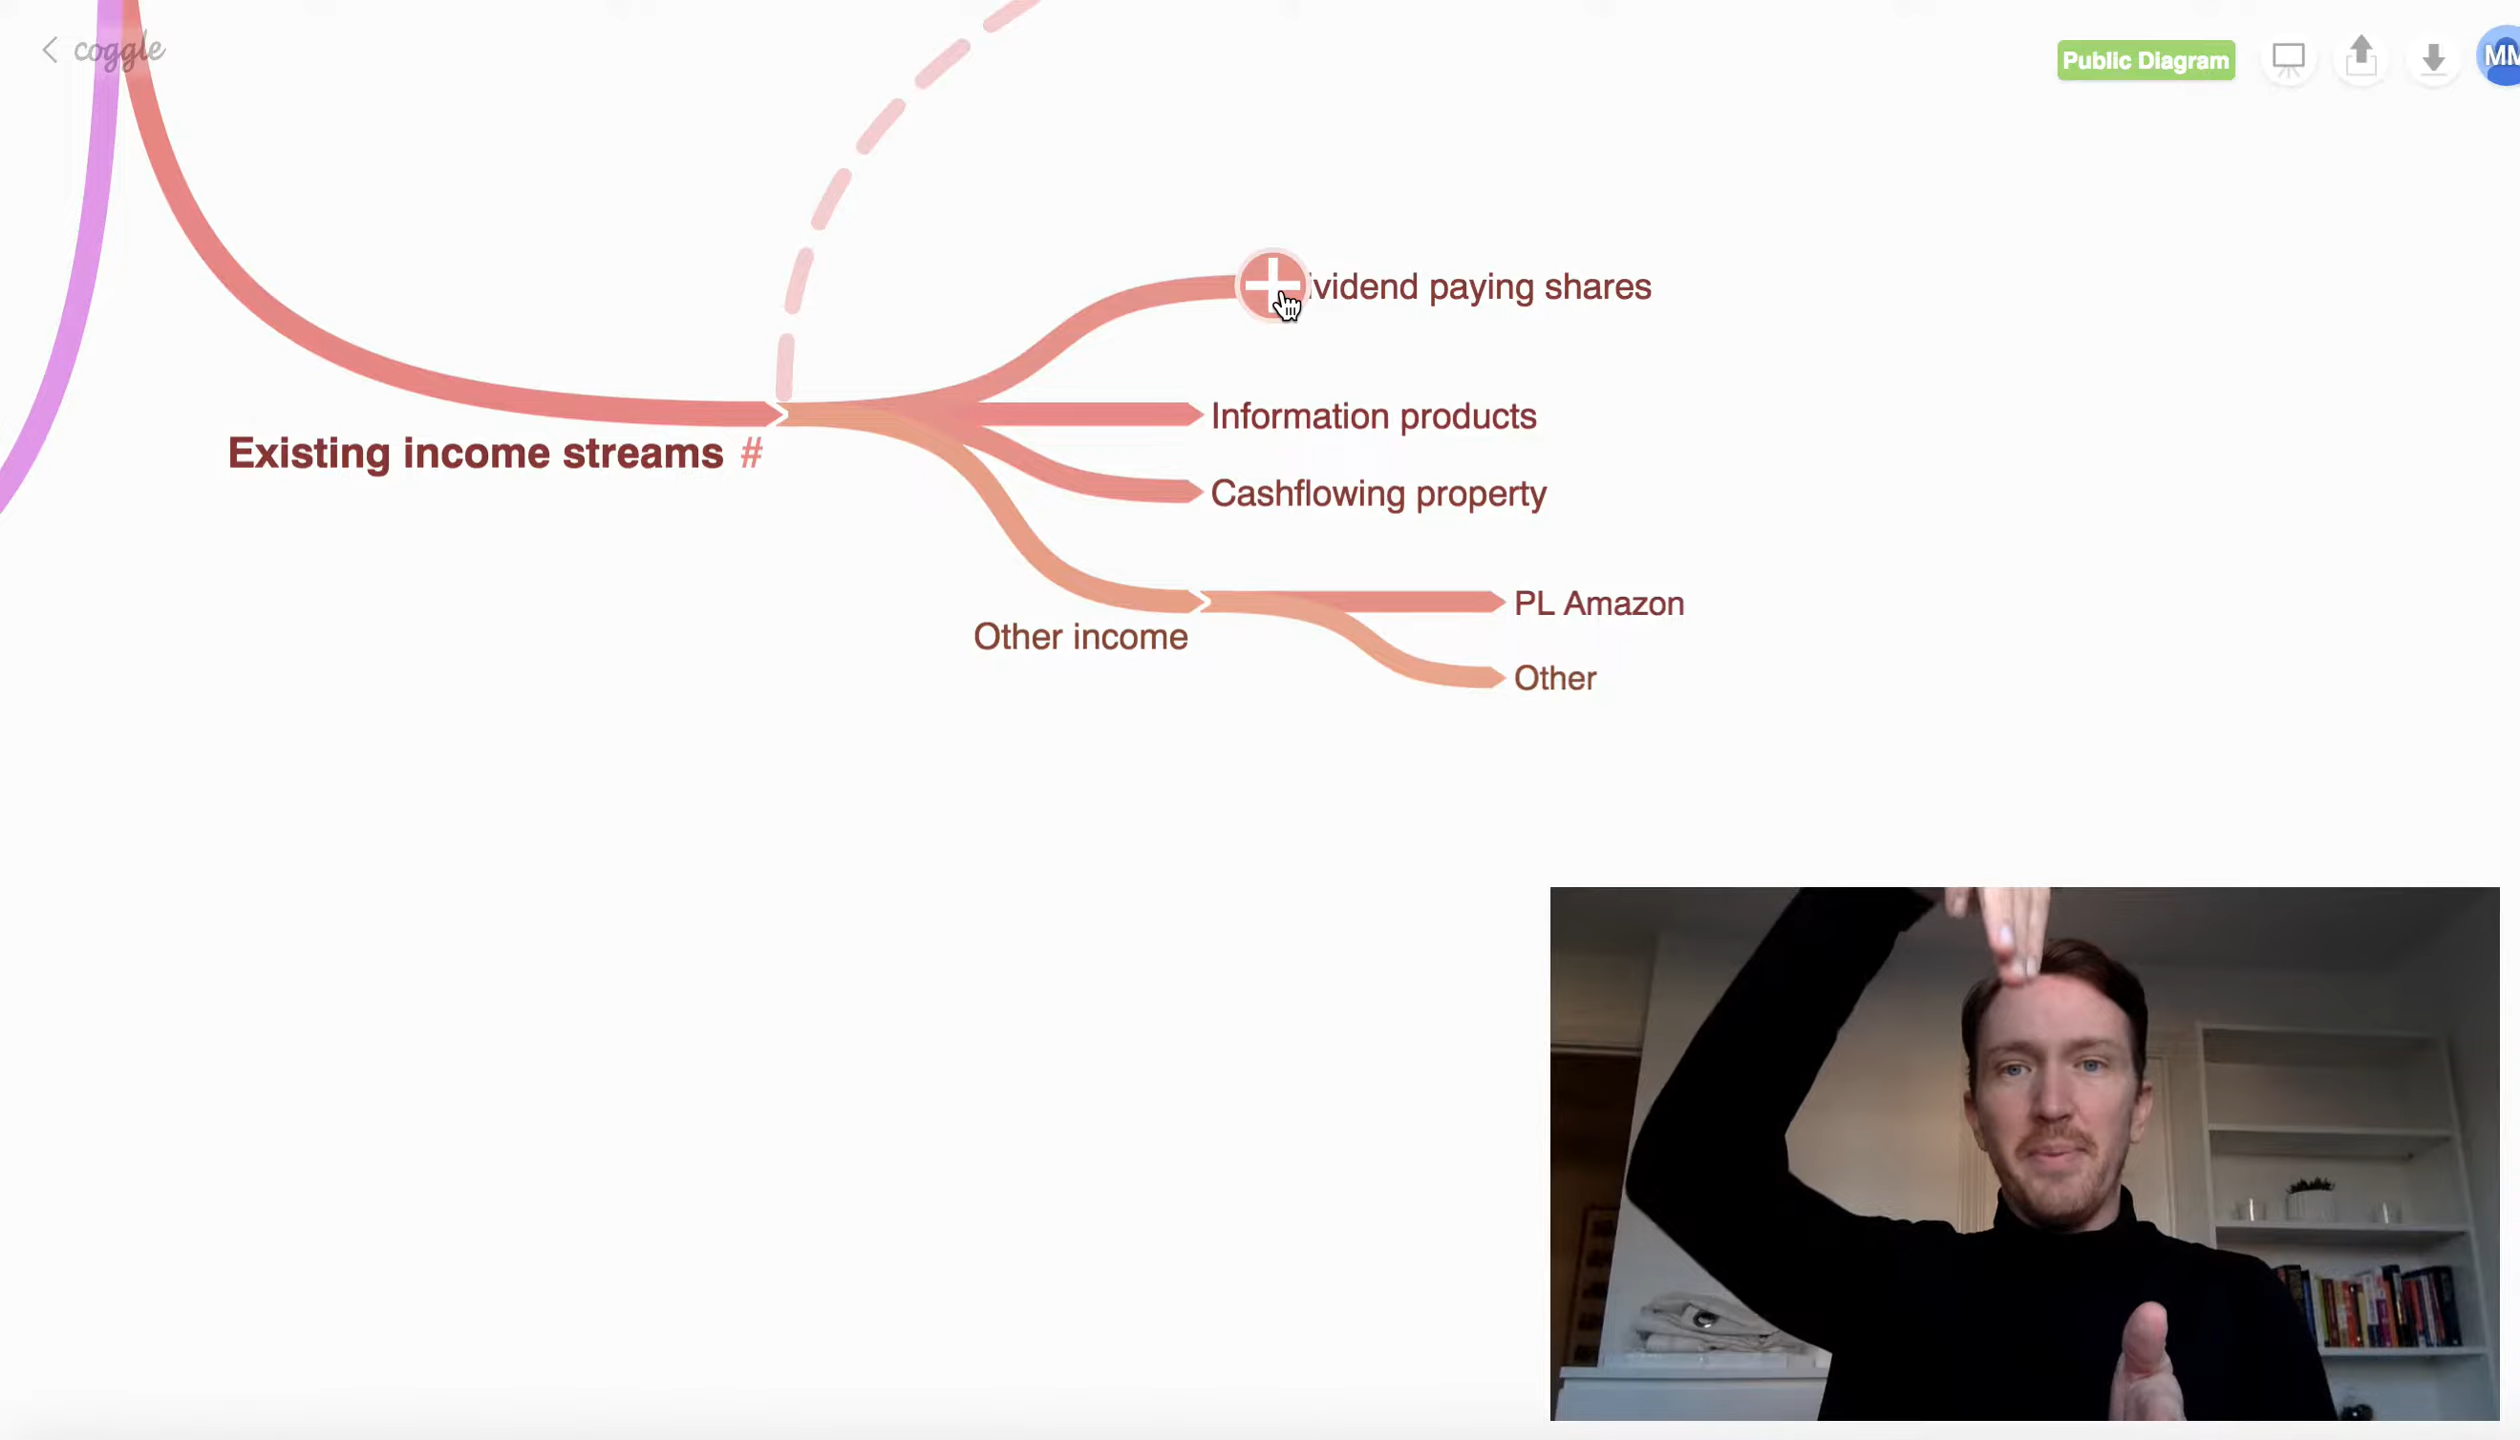 coggle
Public Diagram
MM
ividend paying shares
Information products
Existing income streams #
Cashflowing property
PL Amazon
Other income
Other